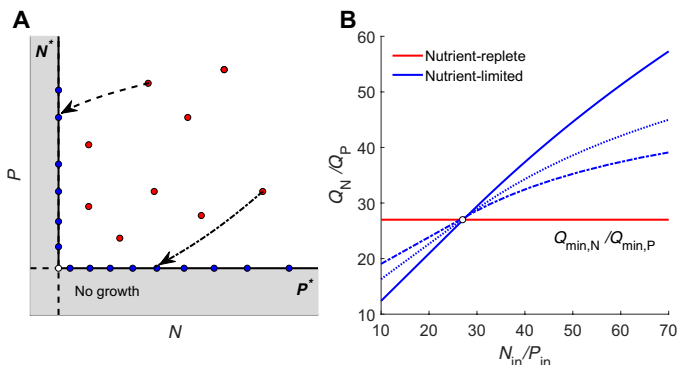 A
N*
P
No growth
P*
N
B
60
50
40
30
20
10
Q_N/Q_P
Nutrient-replete
Nutrient-limited
Q_min,N/Q_min,P
10 20 30 40 50 60 70
N_in/P_in